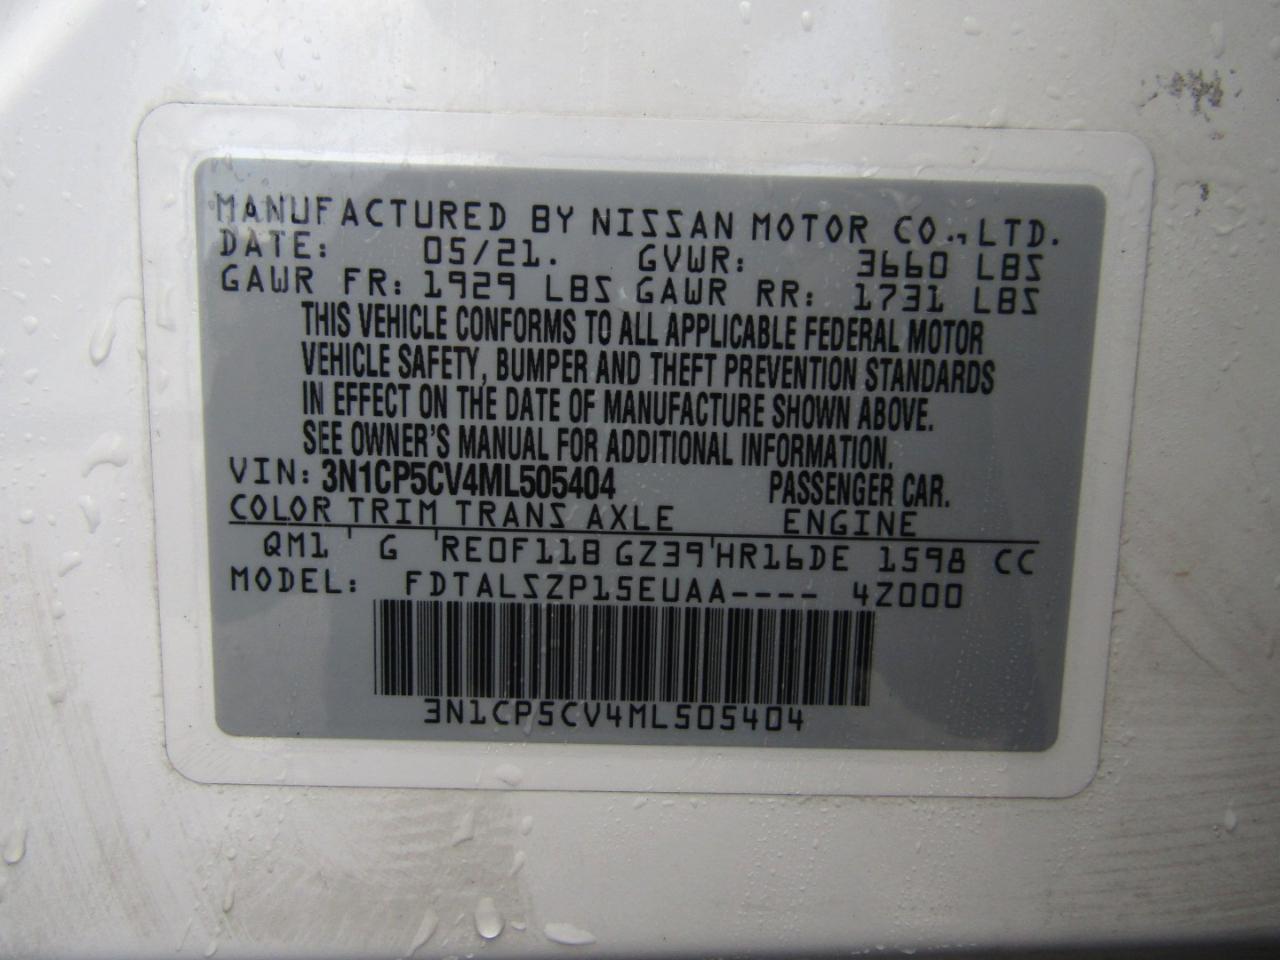 MANUFACTURED BY NISSAN MOTOR CO., LTD.
DATE: 05/21. GVWR: 3660 LBS
GAWR FR: 1929 LBS GAWR RR: 1731 LBS
THIS VEHICLE CONFORMS TO ALL APPLICABLE FEDERAL MOTOR
VEHICLE SAFETY, BUMPER AND THEFT PREVENTION STANDARDS
IN EFFECT ON THE DATE OF MANUFACTURE SHOWN ABOVE.
SEE OWNER'S MANUAL FOR ADDITIONAL INFORMATION.
VIN: 3N1CP5CV4ML505404 PASSENGER CAR.
COLOR TRIM TRANS AXLE ENGINE
QM1 ' G ' RE0F11B GZ39 ' HR16DE 1598 CC
MODEL: FDTALSZP15EUAA---- 4Z000
3N1CP5CV4ML505404